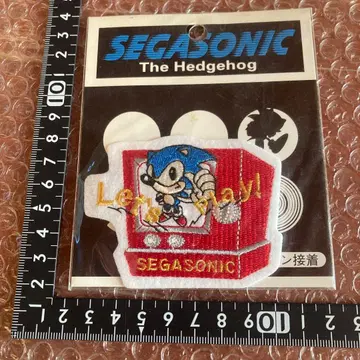 SEGASONIC
The Hedgehog
Let's play!
SEGASONIC
ン接着